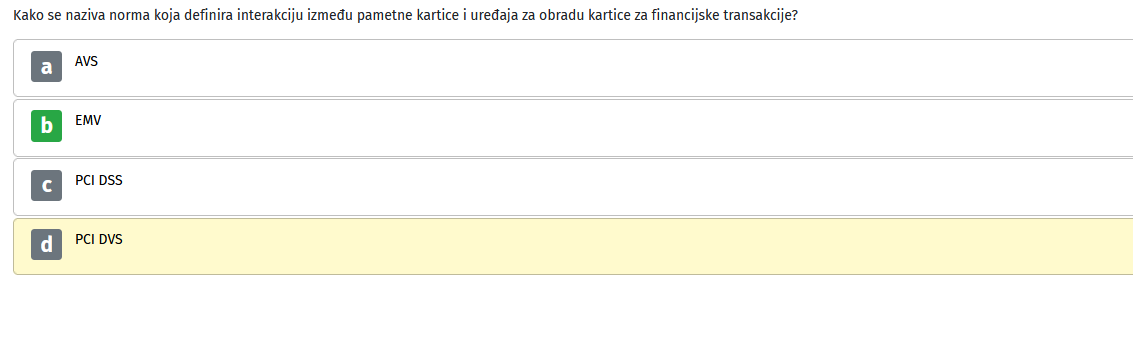 Kako se naziva norma koja definira interakciju između pametne kartice i uređaja za obradu kartice za financijske transakcije?
a AVS
b EMV
c PCI DSS
d PCI DVS